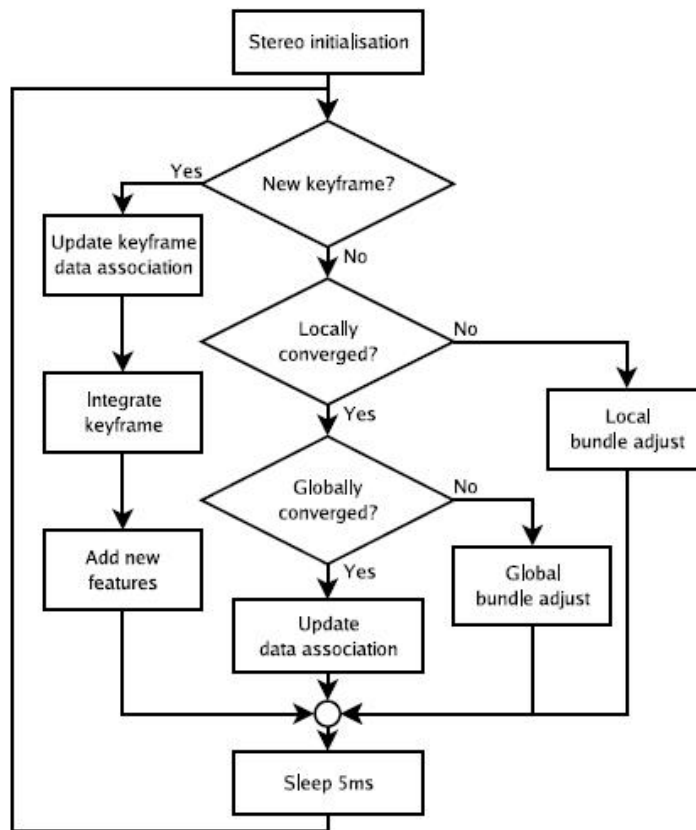 Stereo initialisation
Yes
New keyframe?
Update keyframe
data association
No
Locally
converged?
No
Integrate
keyframe
Yes
Local
bundle adjust
Globally
converged?
No
Add new
features
Yes
Global
bundle adjust
Update
data association
Sleep 5ms